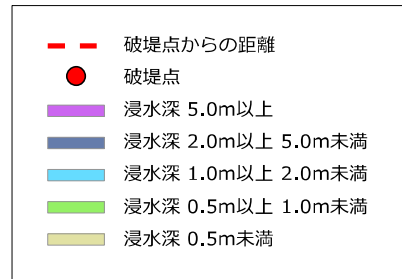 破堤点からの距離
破堤点
浸水深 5.0m以上
浸水深 2.0m以上 5.0m未満
浸水深 1.0m以上 2.0m未満
浸水深 0.5m以上 1.0m未満
浸水深 0.5m未満